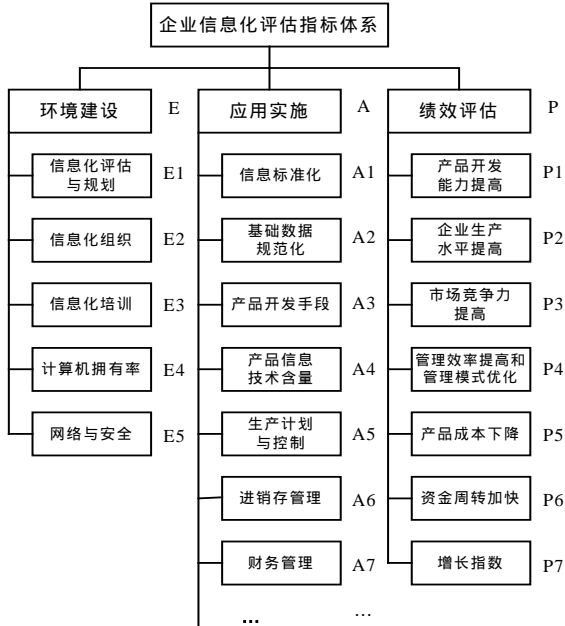 企业信息化评估指标体系
环境建设 E
应用实施 A
绩效评估 P
信息化评估
与规划
E1
信息标准化 A1
产品开发
能力提高
P1
信息化组织 E2
基础数据
规范化
A2
企业生产
水平提高
P2
信息化培训 E3
产品开发手段 A3
市场竞争力
提高
P3
计算机拥有率 E4
产品信息
技术含量
A4
管理效率提高和
管理模式优化
P4
网络与安全 E5
生产计划
与控制
A5
产品成本下降 P5
进销存管理 A6
资金周转加快 P6
财务管理 A7
增长指数 P7
... ...